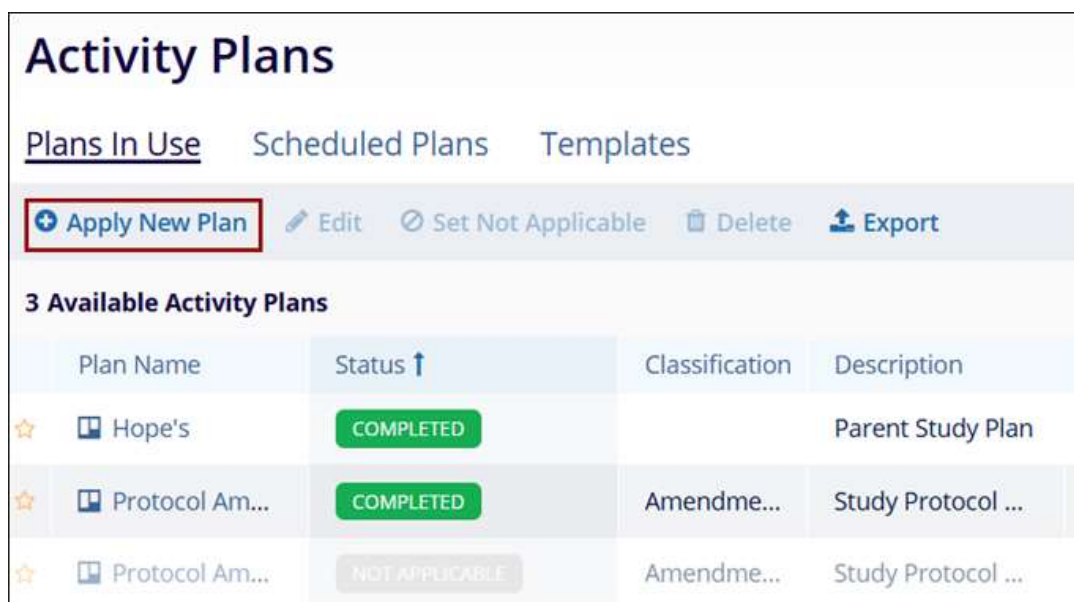 Activity Plans
Plans In Use Scheduled Plans Templates
Apply New Plan Edit Set Not Applicable Delete Export
3 Available Activity Plans
Plan Name Status Classification Description
Hope's COMPLETED Parent Study Plan
Protocol Am... COMPLETED Amendme... Study Protocol ...
Protocol Am... NOT APPLICABLE Amendme... Study Protocol ...